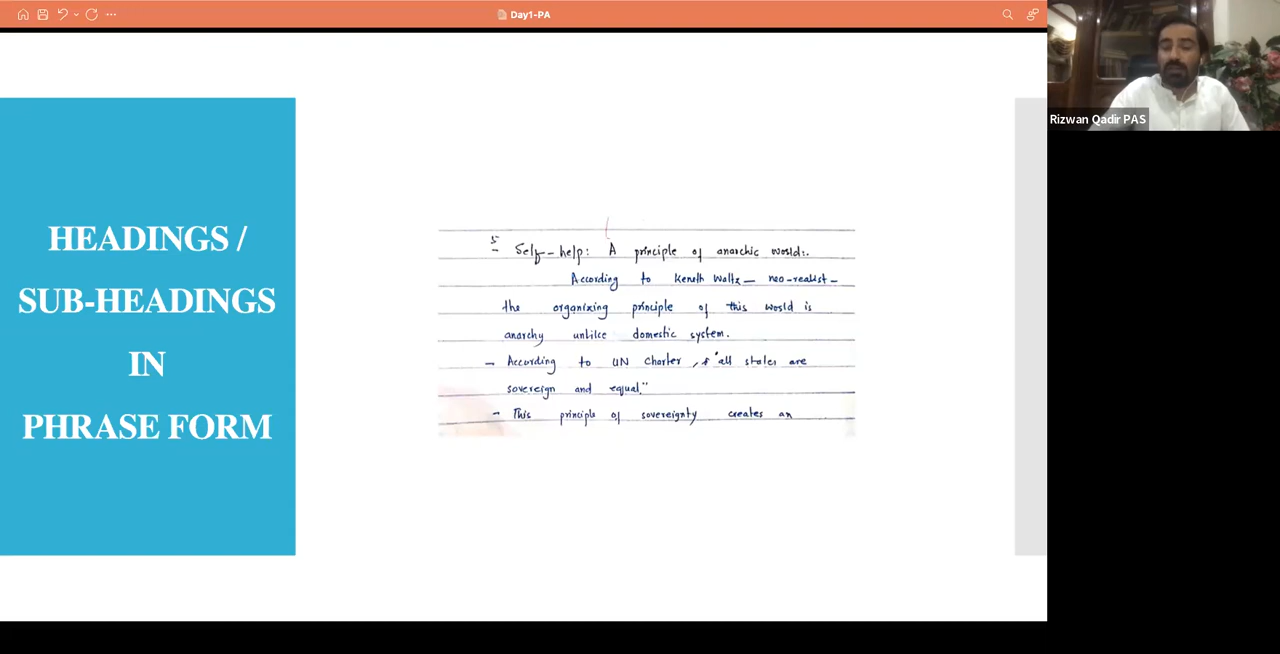 Day1-PA
Rizwan Qadir PAS
HEADINGS /
SUB-HEADINGS
IN
PHRASE FORM
5
Self-help: A principle of anarchic world:.
According to Keneth Waltz — neo-realist -
the organizing principle of this world is
anarchy unlike domestic system.
- According to UN Charter, "all states are
sovereign and equal."
- This principle of sovereignty creates an